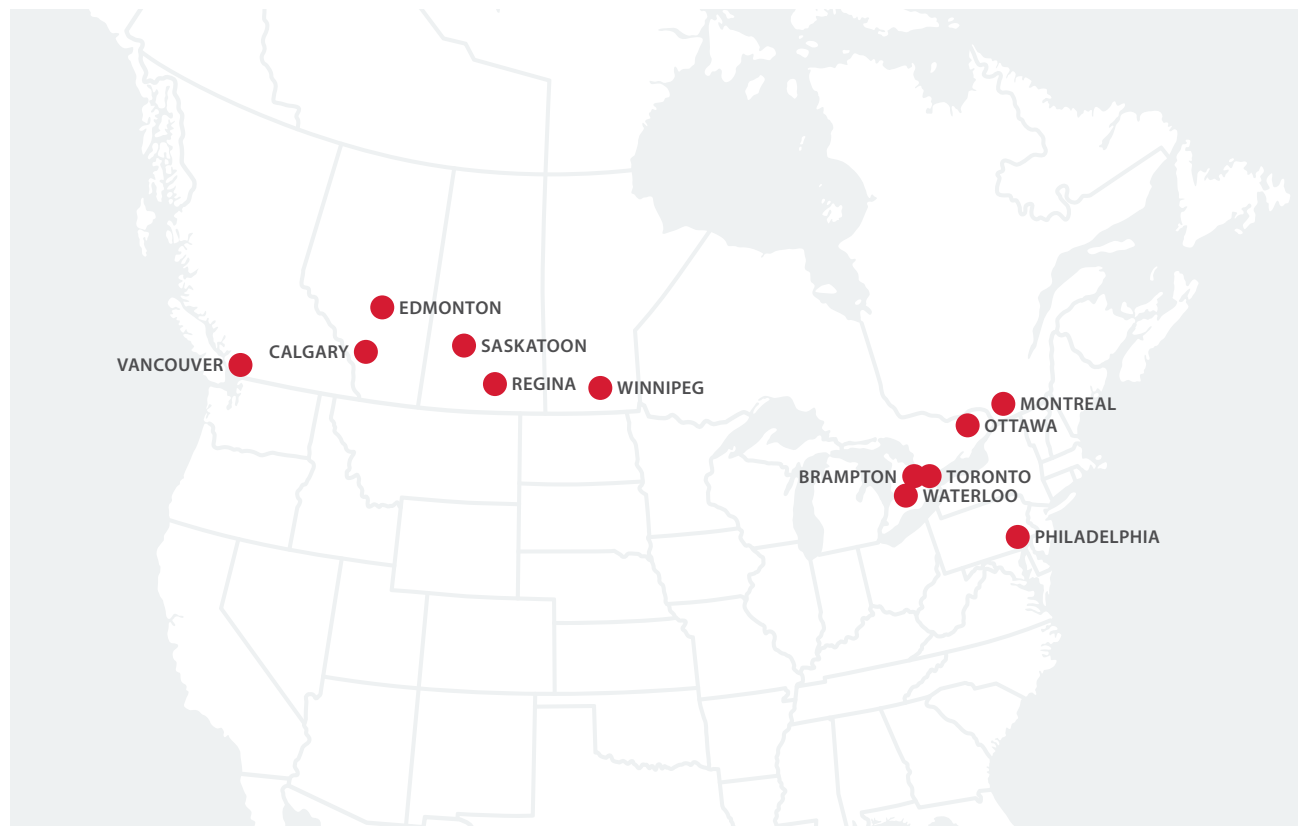 EDMONTON
SASKATOON
CALGARY
VANCOUVER
REGINA
WINNIPEG
MONTREAL
OTTAWA
BRAMPTON
TORONTO
WATERLOO
PHILADELPHIA